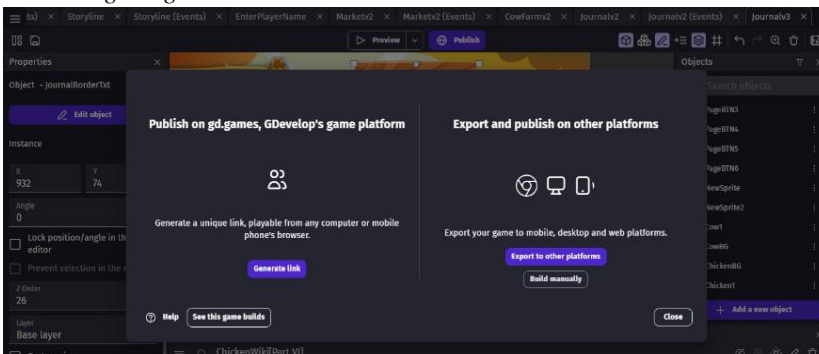 ts) × Storyline × Storyline (Events) × EnterPlayerName × Marketv2 × Marketv2 (Events) × CowFarmv2 × Journalv2 × Journalv2 (Events) × Journalv3 ×
Preview Publish
Properties ×
Objects
Object - JournalBorderTxt
Search objects
Edit object
Instance
X
932
Y
74
Angle
0
Lock position/angle in th
editor
Prevent selection in the e
Z Order
26
Layer
Base layer
Publish on gd.games, GDevelop's game platform
Generate a unique link, playable from any computer or mobile
phone's browser.
Generate link
Export and publish on other platforms
Export your game to mobile, desktop and web platforms.
Export to other platforms
Build manually
Help See this game builds
Close
PageBTN3
PageBTN4
PageBTN5
PageBTN6
NewSprite
NewSprite2
Cow1
CowBG
ChickenBG
Chicken1
+ Add a new object
ChickenWiki[Part VI]